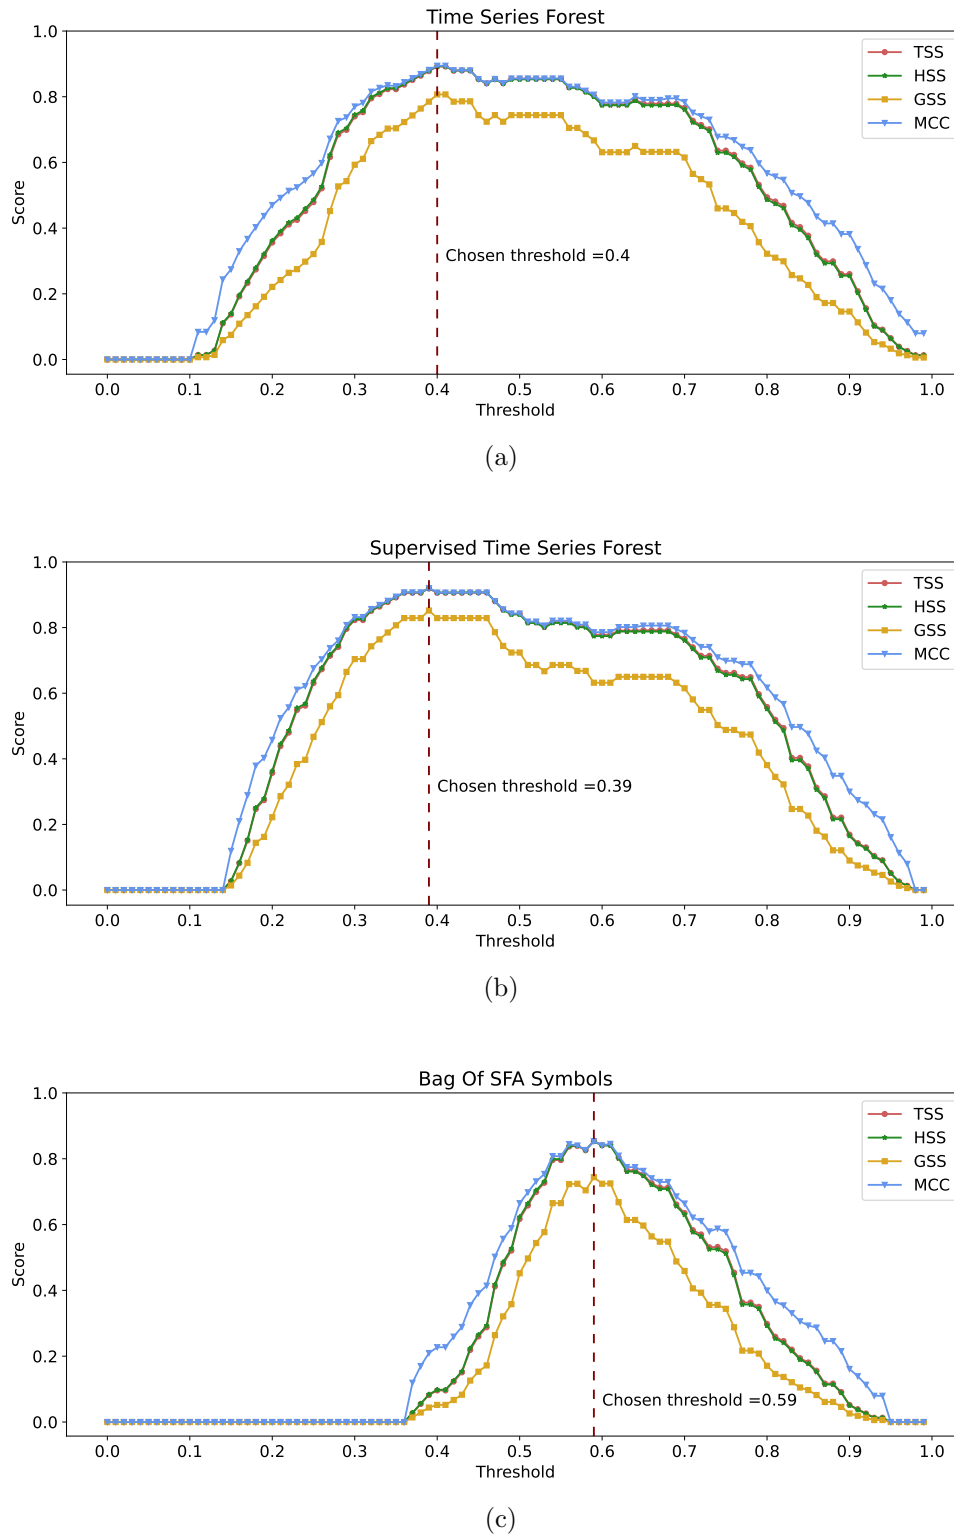 Time Series Forest
1.0
0.8
0.6
0.4
0.2
0.0
Score
TSS
HSS
GSS
MCC
Chosen threshold =0.4
0.0 0.1 0.2 0.3 0.4 0.5 0.6 0.7 0.8 0.9 1.0
Threshold
(a)
Supervised Time Series Forest
1.0
0.8
0.6
0.4
0.2
0.0
Score
TSS
HSS
GSS
MCC
Chosen threshold =0.39
0.0 0.1 0.2 0.3 0.4 0.5 0.6 0.7 0.8 0.9 1.0
Threshold
(b)
Bag Of SFA Symbols
1.0
0.8
0.6
0.4
0.2
0.0
Score
TSS
HSS
GSS
MCC
Chosen threshold =0.59
0.0 0.1 0.2 0.3 0.4 0.5 0.6 0.7 0.8 0.9 1.0
Threshold
(c)